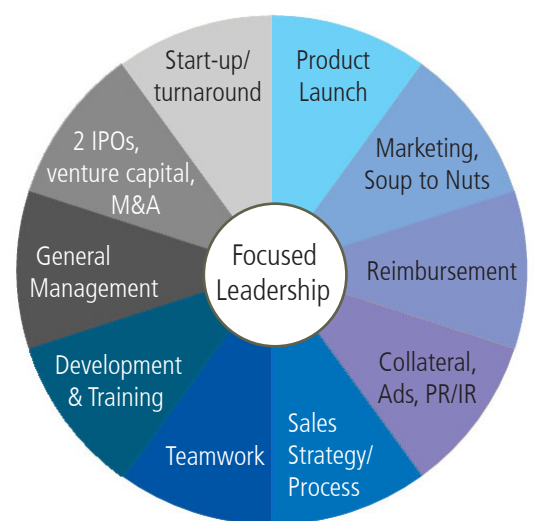 Start-up/
turnaround
Product
Launch
Marketing,
Soup to Nuts
Reimbursement
Collateral,
Ads, PR/IR
Sales
Strategy/
Process
Teamwork
Development
& Training
General
Management
2 IPOs,
venture capital,
M&A
Focused
Leadership